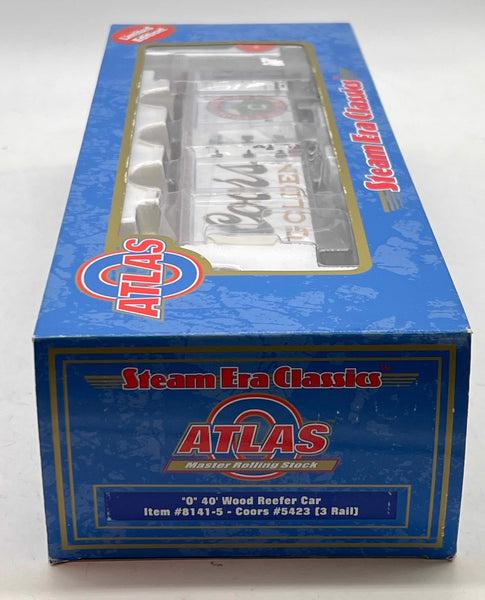 Limited
Edition
Coors
GOLDEN
Steam Era Classics
ATLAS
O
Steam Era Classics™
ATLAS
Master Rolling Stock
"O" 40' Wood Reefer Car
Item #8141-5 - Coors #5423 (3 Rail)